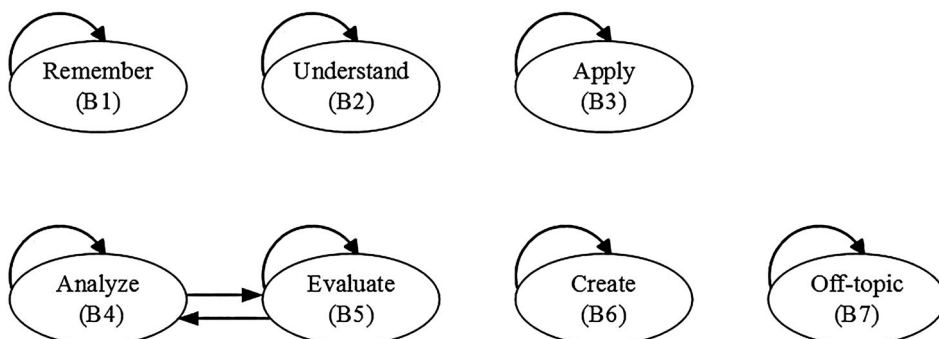 Remember
(B1)
Understand
(B2)
Apply
(B3)
Analyze
(B4)
Evaluate
(B5)
Create
(B6)
Off-topic
(B7)